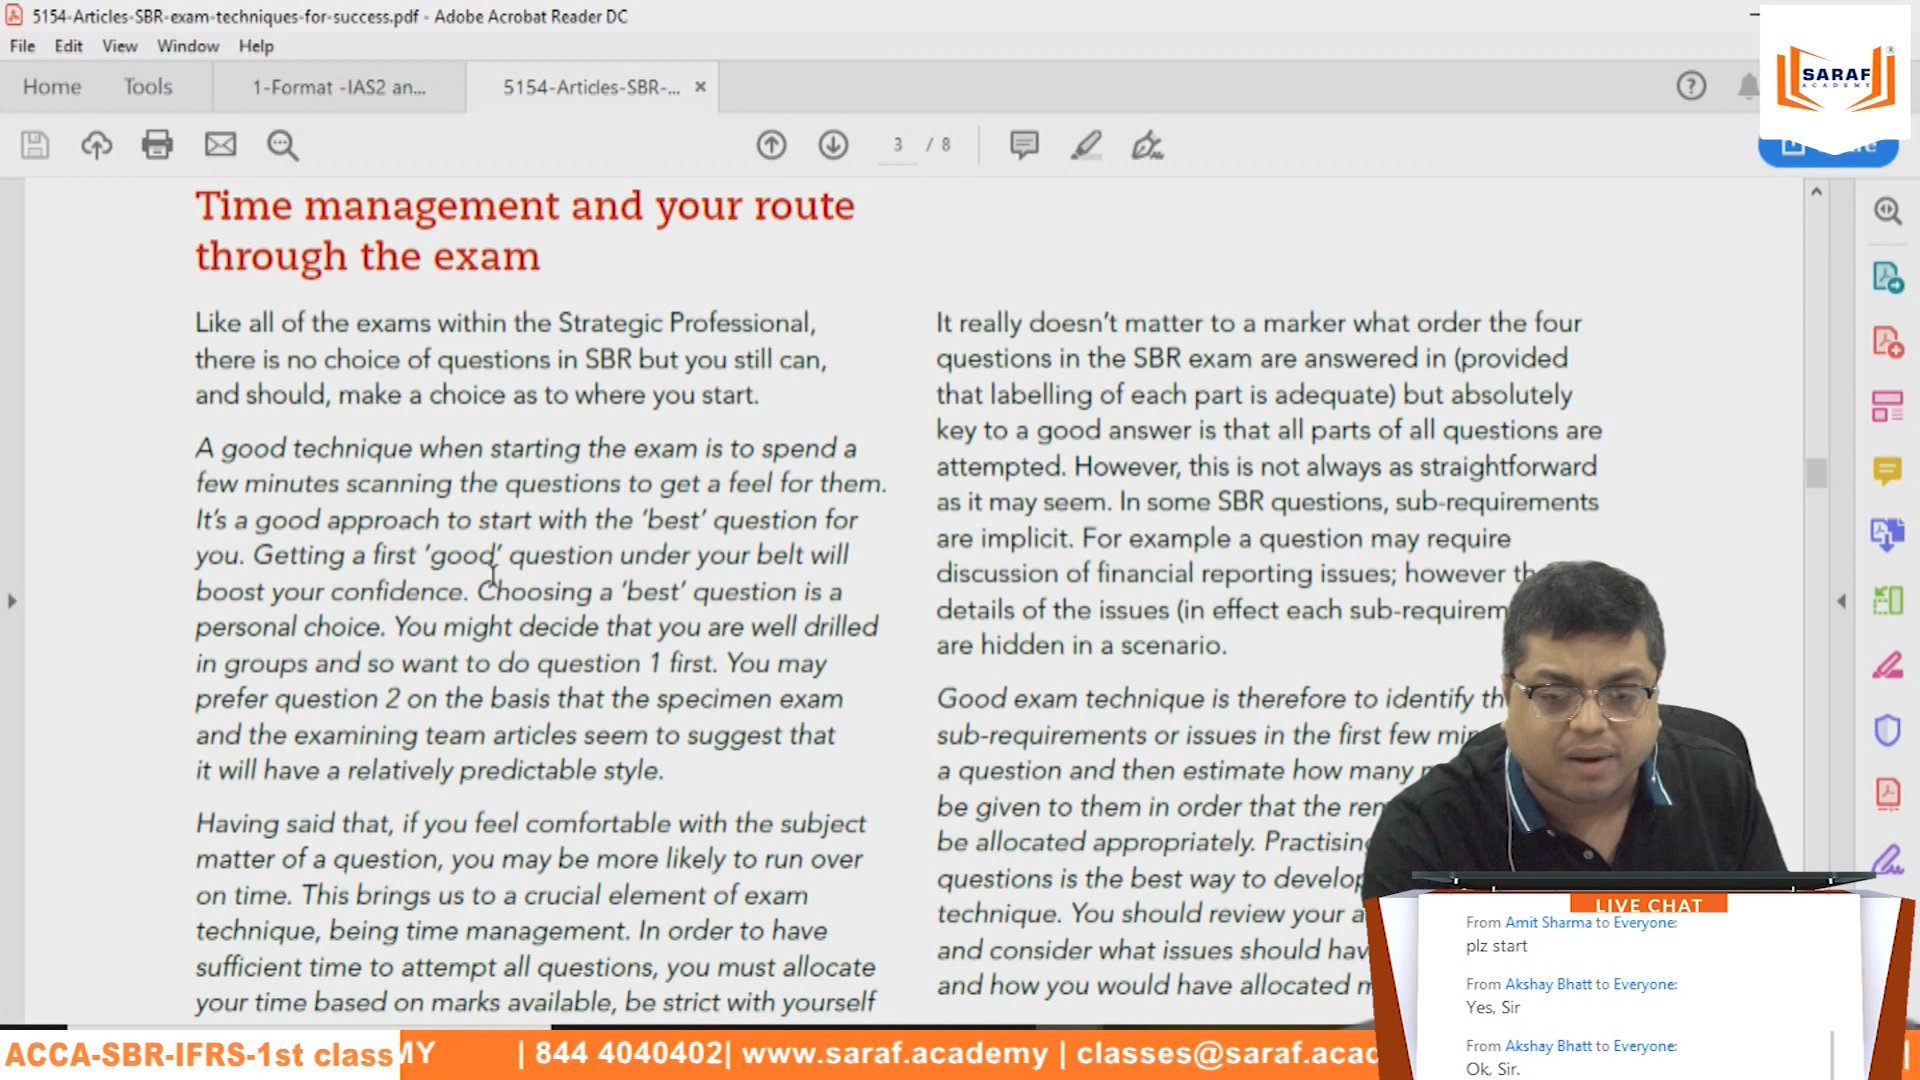 5154-Articles-SBR-exam-techniques-for-success.pdf - Adobe Acrobat Reader DC
File Edit View Window Help
Home Tools 1-Format -IAS2 an... 5154-Articles-SBR-... ×
3 / 8
SARAF
ACADEMY
Time management and your route
through the exam
Like all of the exams within the Strategic Professional,
there is no choice of questions in SBR but you still can,
and should, make a choice as to where you start.
A good technique when starting the exam is to spend a
few minutes scanning the questions to get a feel for them.
It's a good approach to start with the 'best' question for
you. Getting a first 'good' question under your belt will
boost your confidence. Choosing a 'best' question is a
personal choice. You might decide that you are well drilled
in groups and so want to do question 1 first. You may
prefer question 2 on the basis that the specimen exam
and the examining team articles seem to suggest that
it will have a relatively predictable style.
Having said that, if you feel comfortable with the subject
matter of a question, you may be more likely to run over
on time. This brings us to a crucial element of exam
technique, being time management. In order to have
sufficient time to attempt all questions, you must allocate
your time based on marks available, be strict with yourself
It really doesn't matter to a marker what order the four
questions in the SBR exam are answered in (provided
that labelling of each part is adequate) but absolutely
key to a good answer is that all parts of all questions are
attempted. However, this is not always as straightforward
as it may seem. In some SBR questions, sub-requirements
are implicit. For example a question may require
discussion of financial reporting issues; however
details of the issues (in effect each
are hidden in a scenario.
Good exam technique is therefore to identify
sub-requirements or issues in the first few
a question and then estimate how many
be given to them in order that the
be allocated appropriately.
questions is the best way to develop
technique. You should review your
and consider what issues should
and how you would have allocated
LIVE CHAT
From Amit Sharma to Everyone:
plz start
From Akshay Bhatt to Everyone:
Yes, Sir
From Akshay Bhatt to Everyone:
Ok, Sir.
ACCA-SBR-IFRS-1st class MY | 844 4040402| www.saraf.academy | classes@saraf.acad